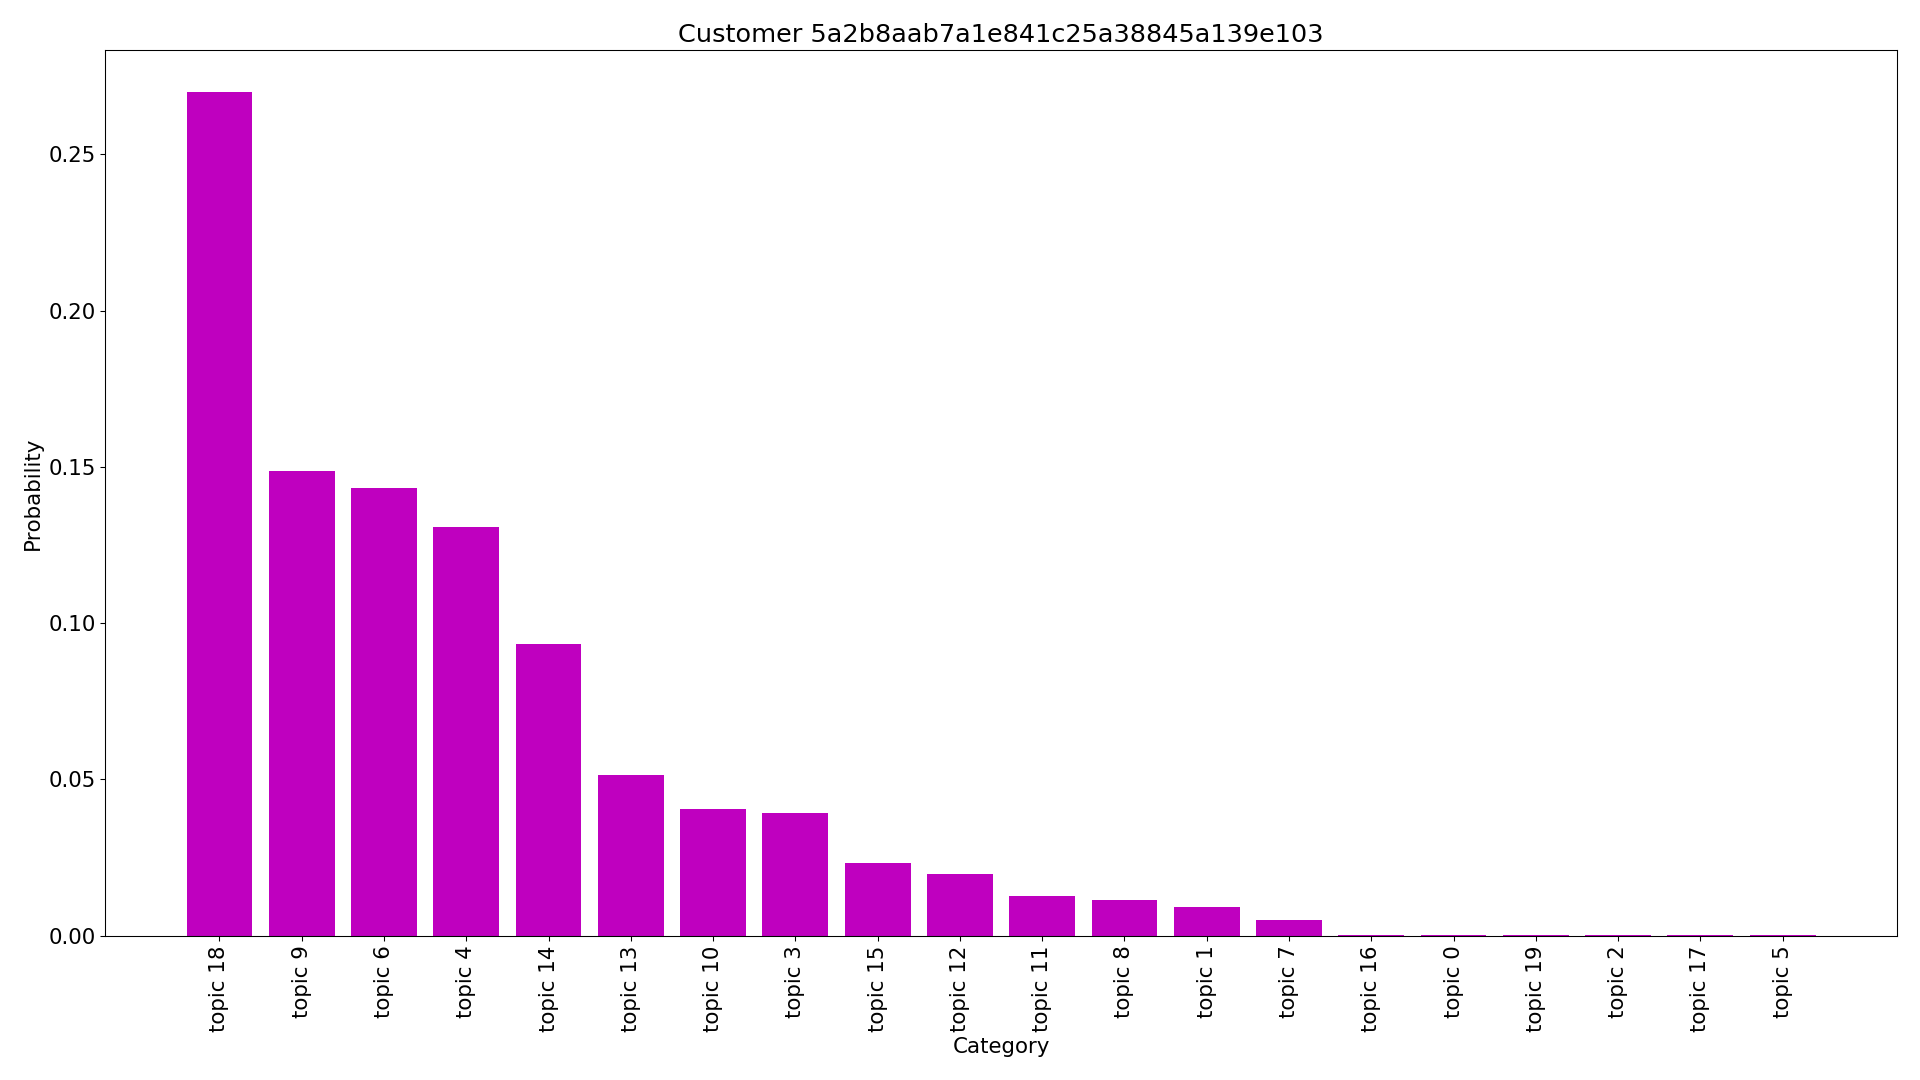 Customer 5a2b8aab7a1e841c25a38845a139e103
Probability
0.25
0.20
0.15
0.10
0.05
0.00
topic 18
topic 9
topic 6
topic 4
topic 14
topic 13
topic 10
topic 3
topic 15
topic 12
topic 11
topic 8
topic 1
topic 7
topic 16
topic 0
topic 19
topic 2
topic 17
topic 5
Category